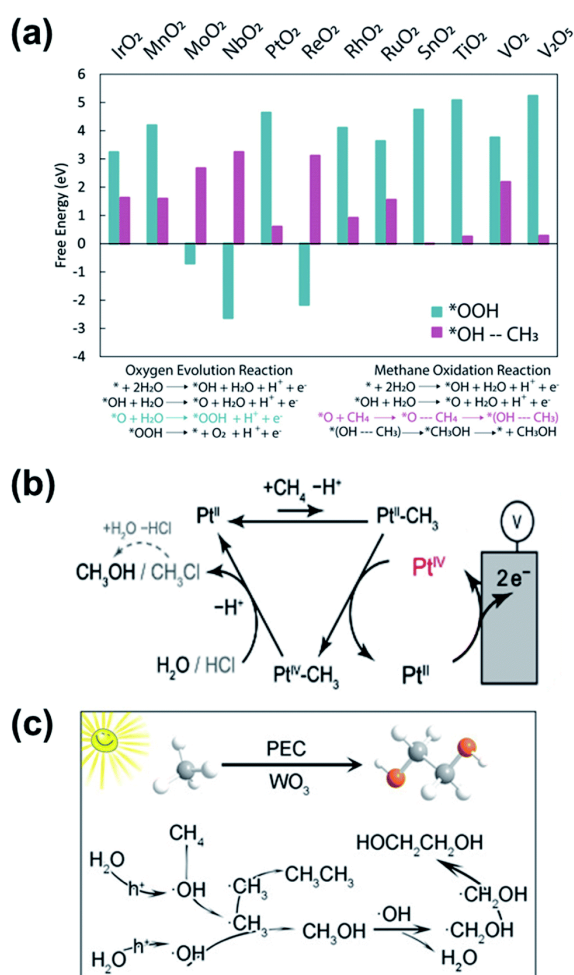 (a)
IrO₂ MnO₂ MoO₂ NbO₂ PtO₂ ReO₂ RhO₂ RuO₂ SnO₂ TiO₂ VO₂ V₂O₅
6
5
4
3
2
1
0
-1
-2
-3
-4
Free Energy (eV)
*OOH
*OH -- CH₃
Oxygen Evolution Reaction
* + 2H₂O → *OH + H₂O + H⁺ + e⁻
*OH + H₂O → *O + H₂O + H⁺ + e⁻
*O + H₂O → *OOH + H⁺ + e⁻
*OOH → * + O₂ + H⁺ + e⁻
Methane Oxidation Reaction
* + 2H₂O → *OH + H₂O + H⁺ + e⁻
*OH + H₂O → *O + H₂O + H⁺ + e⁻
*O + CH₄ → *O --- CH₄ → *(OH --- CH₃)
*(OH --- CH₃) → *CH₃OH → * + CH₃OH
(b)
+CH₄ −H⁺
Ptᴵᴵ
Ptᴵᴵ−CH₃
V
+H₂O −HCl
CH₃OH / CH₃Cl
Ptᴵⱽ
2e⁻
−H⁺
H₂O / HCl
Ptᴵⱽ−CH₃
Ptᴵᴵ
(c)
PEC
WO₃
CH₄
H₂O
h⁺
·OH
·CH₃
CH₃CH₃
·CH₃
H₂O
h⁺
·OH
CH₃OH
·OH
H₂O
·CH₂OH
·CH₂OH
HOCH₂CH₂OH